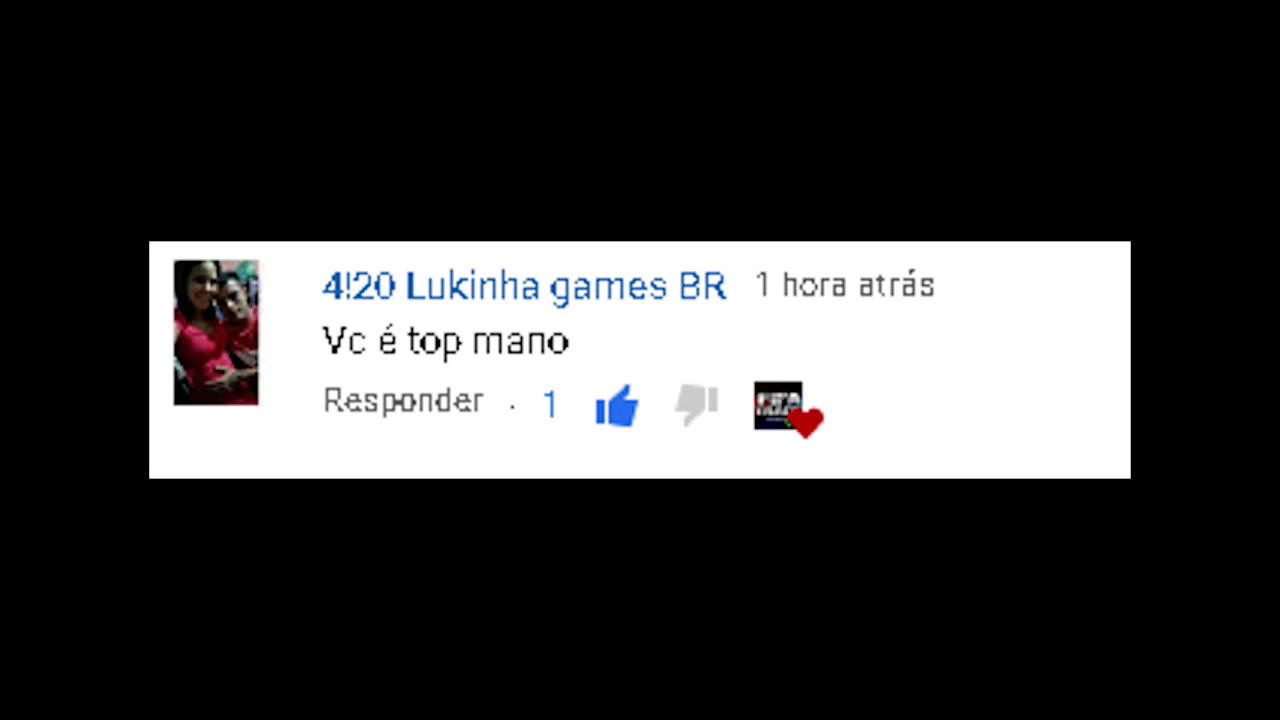 4!20 Lukinha games BR 1 hora atrás
Vc é top mano
Responder · 1